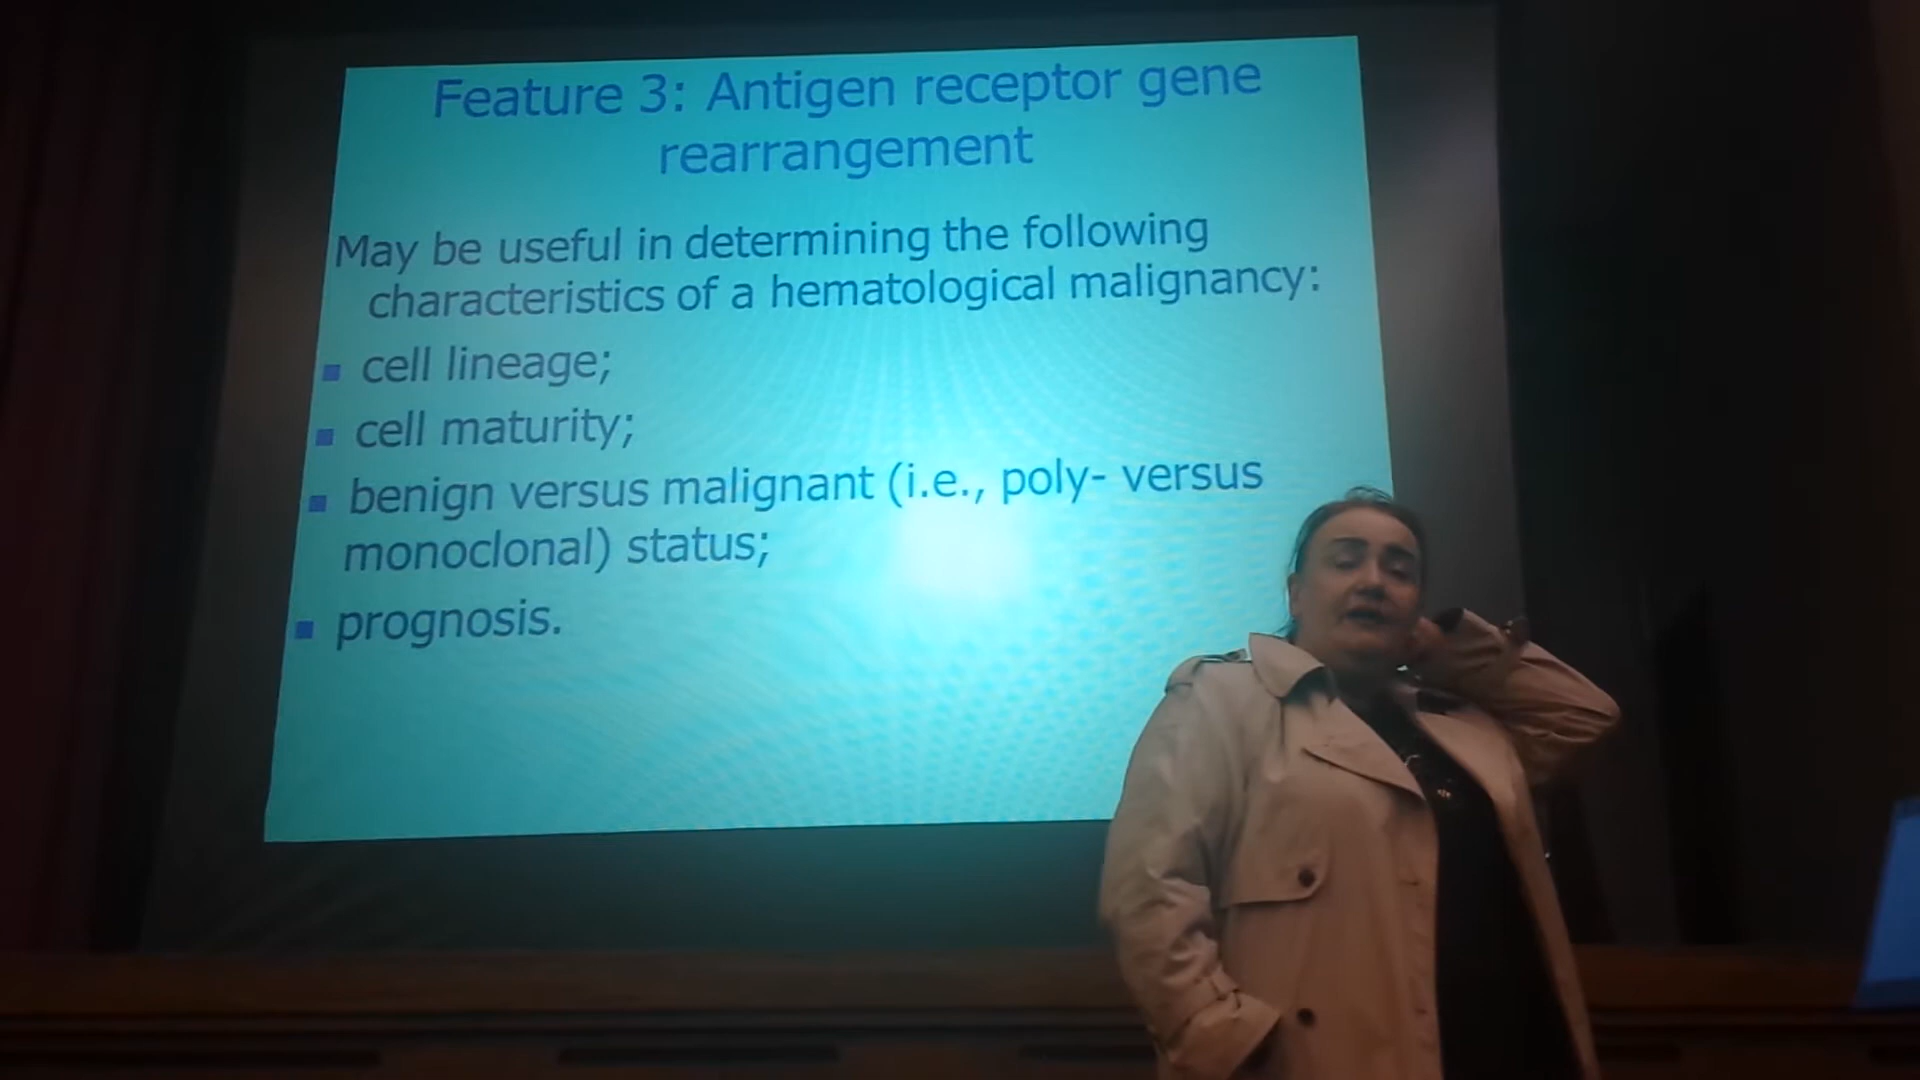 Feature 3: Antigen receptor gene
rearrangement
May be useful in determining the following
characteristics of a hematological malignancy:
cell lineage;
cell maturity;
benign versus malignant (i.e., poly- versus
monoclonal) status;
prognosis.